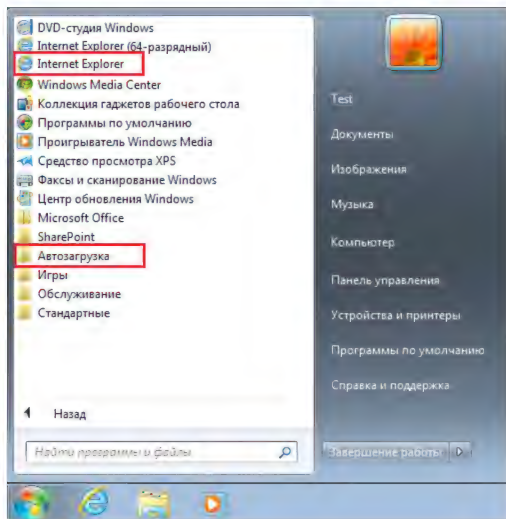 DVD-студия Windows
Internet Explorer (64-разрядный)
Internet Explorer
Windows Media Center
Коллекция гаджетов рабочего стола
Программы по умолчанию
Проигрыватель Windows Media
Средство просмотра XPS
Факсы и сканирование Windows
Центр обновления Windows
Microsoft Office
SharePoint
Автозагрузка
Игры
Обслуживание
Стандартные
Назад
Найти программы и файлы
Test
Документы
Изображения
Музыка
Компьютер
Панель управления
Устройства и принтеры
Программы по умолчанию
Справка и поддержка
Завершение работы